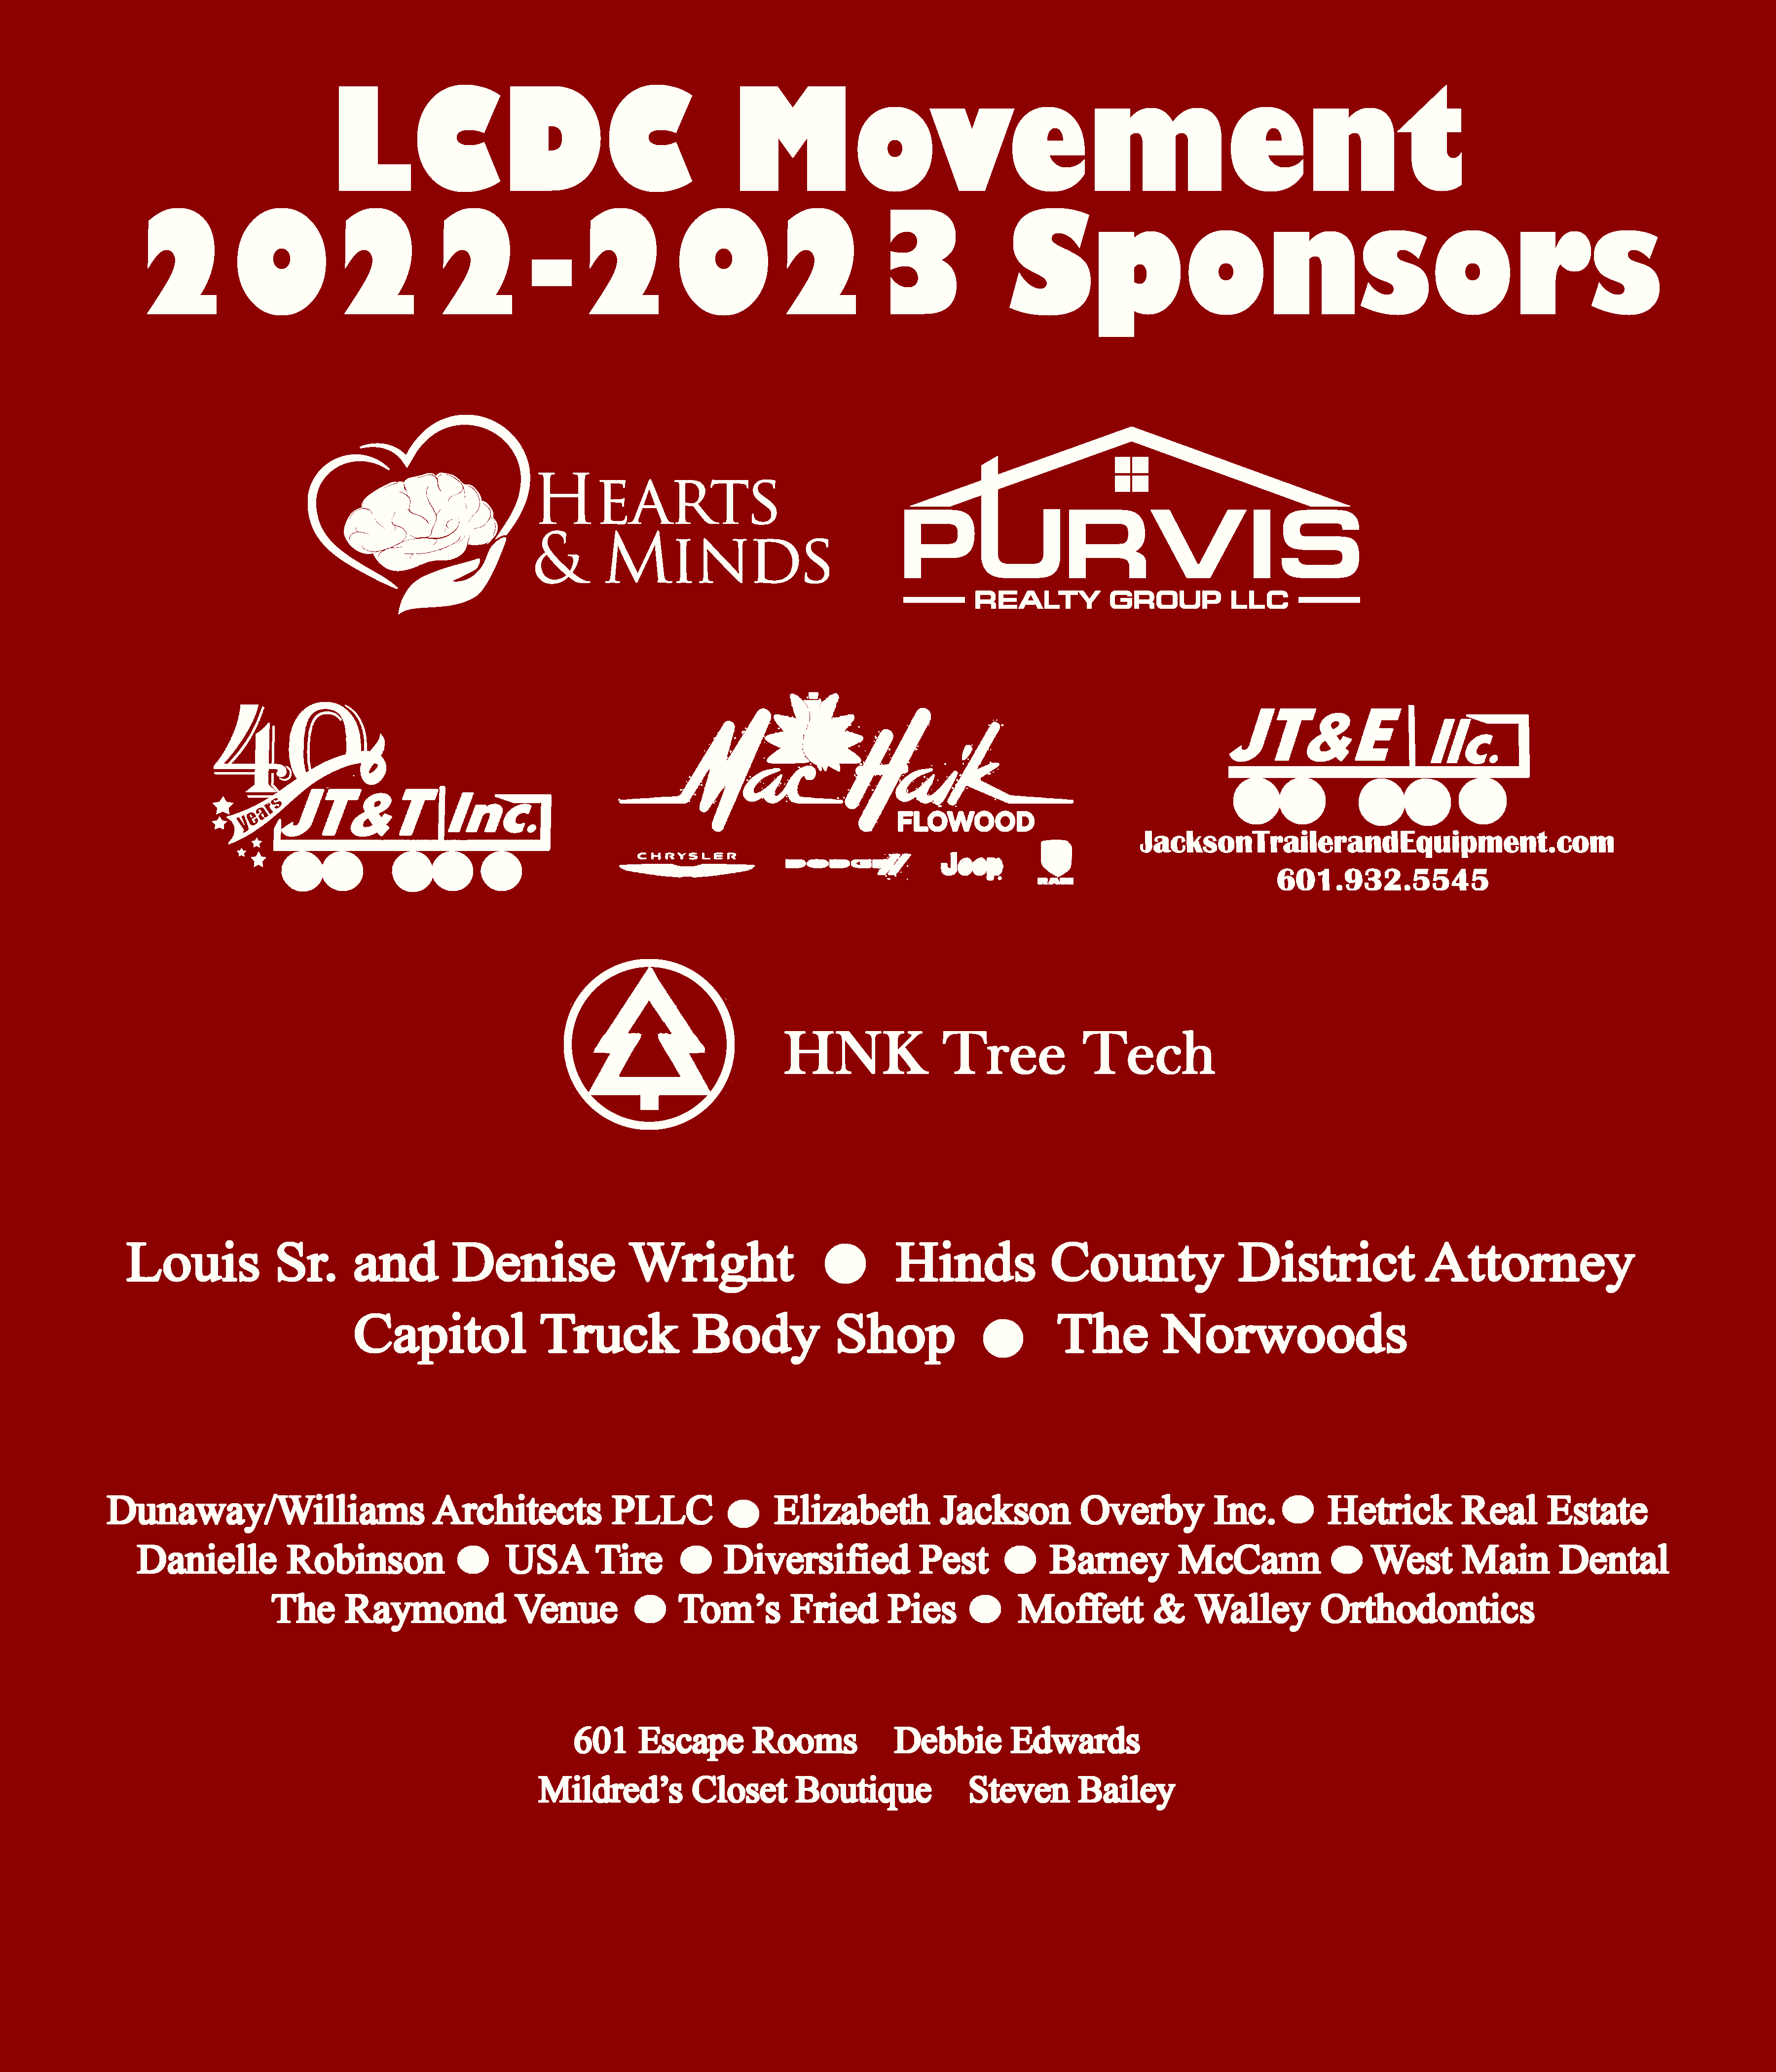 LCDC Movement
2022-2023 Sponsors
HEARTS
& MINDS
PURVIS
REALTY GROUP LLC
40
years
JT&T Inc.
Mac Haik
FLOWOOD
CHRYSLER DODGE Jeep RAM
JT&E llc.
JacksonTrailerandEquipment.com
601.932.5545
HNK Tree Tech
Louis Sr. and Denise Wright ● Hinds County District Attorney
Capitol Truck Body Shop ● The Norwoods
Dunaway/Williams Architects PLLC ● Elizabeth Jackson Overby Inc. ● Hetrick Real Estate
Danielle Robinson ● USA Tire ● Diversified Pest ● Barney McCann ● West Main Dental
The Raymond Venue ● Tom's Fried Pies ● Moffett & Walley Orthodontics
601 Escape Rooms Debbie Edwards
Mildred's Closet Boutique Steven Bailey